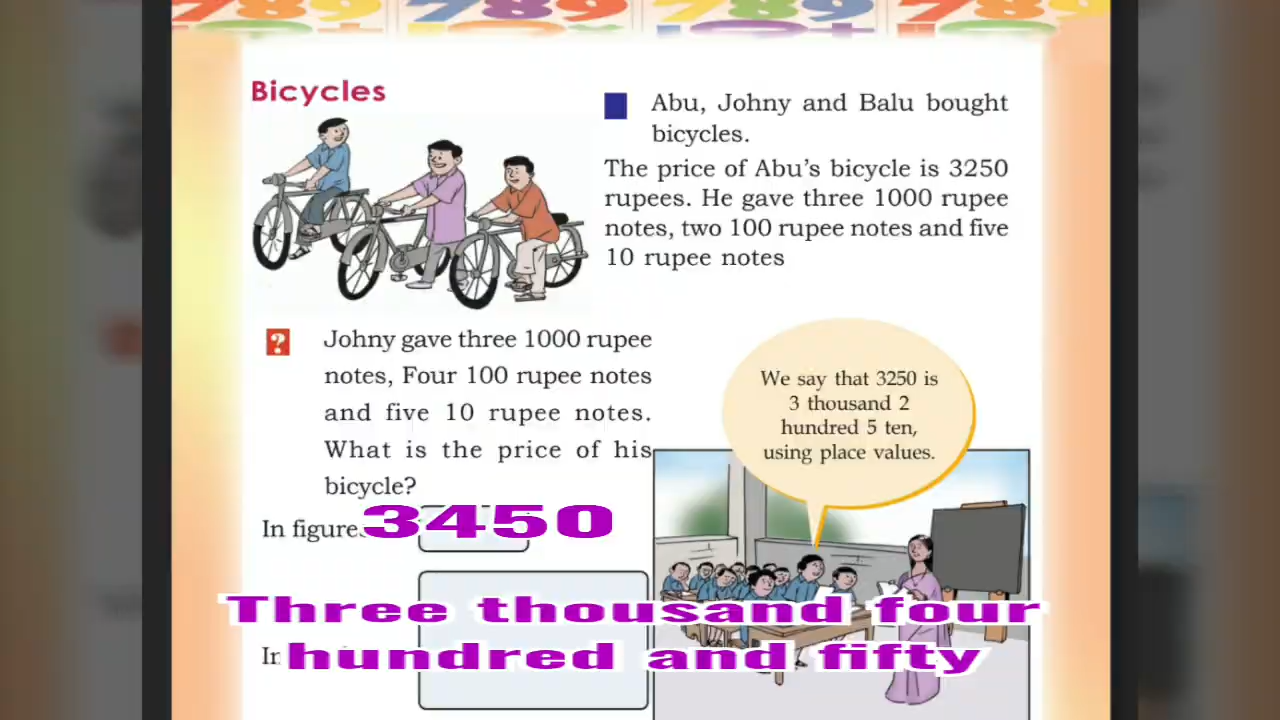 Bicycles
Abu, Johny and Balu bought
bicycles.
The price of Abu's bicycle is 3250
rupees. He gave three 1000 rupee
notes, two 100 rupee notes and five
10 rupee notes
?
Johny gave three 1000 rupee
notes, Four 100 rupee notes
and five 10 rupee notes.
What is the price of his
bicycle?
We say that 3250 is
3 thousand 2
hundred 5 ten,
using place values.
In figure
3450
Three thousand four
In
hundred and fifty